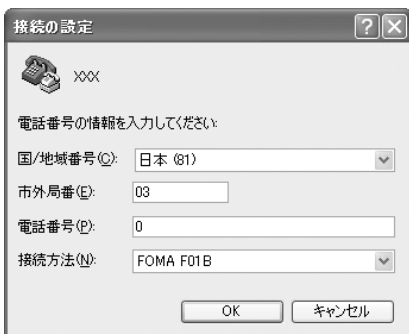 接続の設定
xxx
電話番号の情報を入力してください:
国/地域番号(C): 日本 (81)
市外局番(E): 03
電話番号(P): 0
接続方法(N): FOMA F01B
OK キャンセル